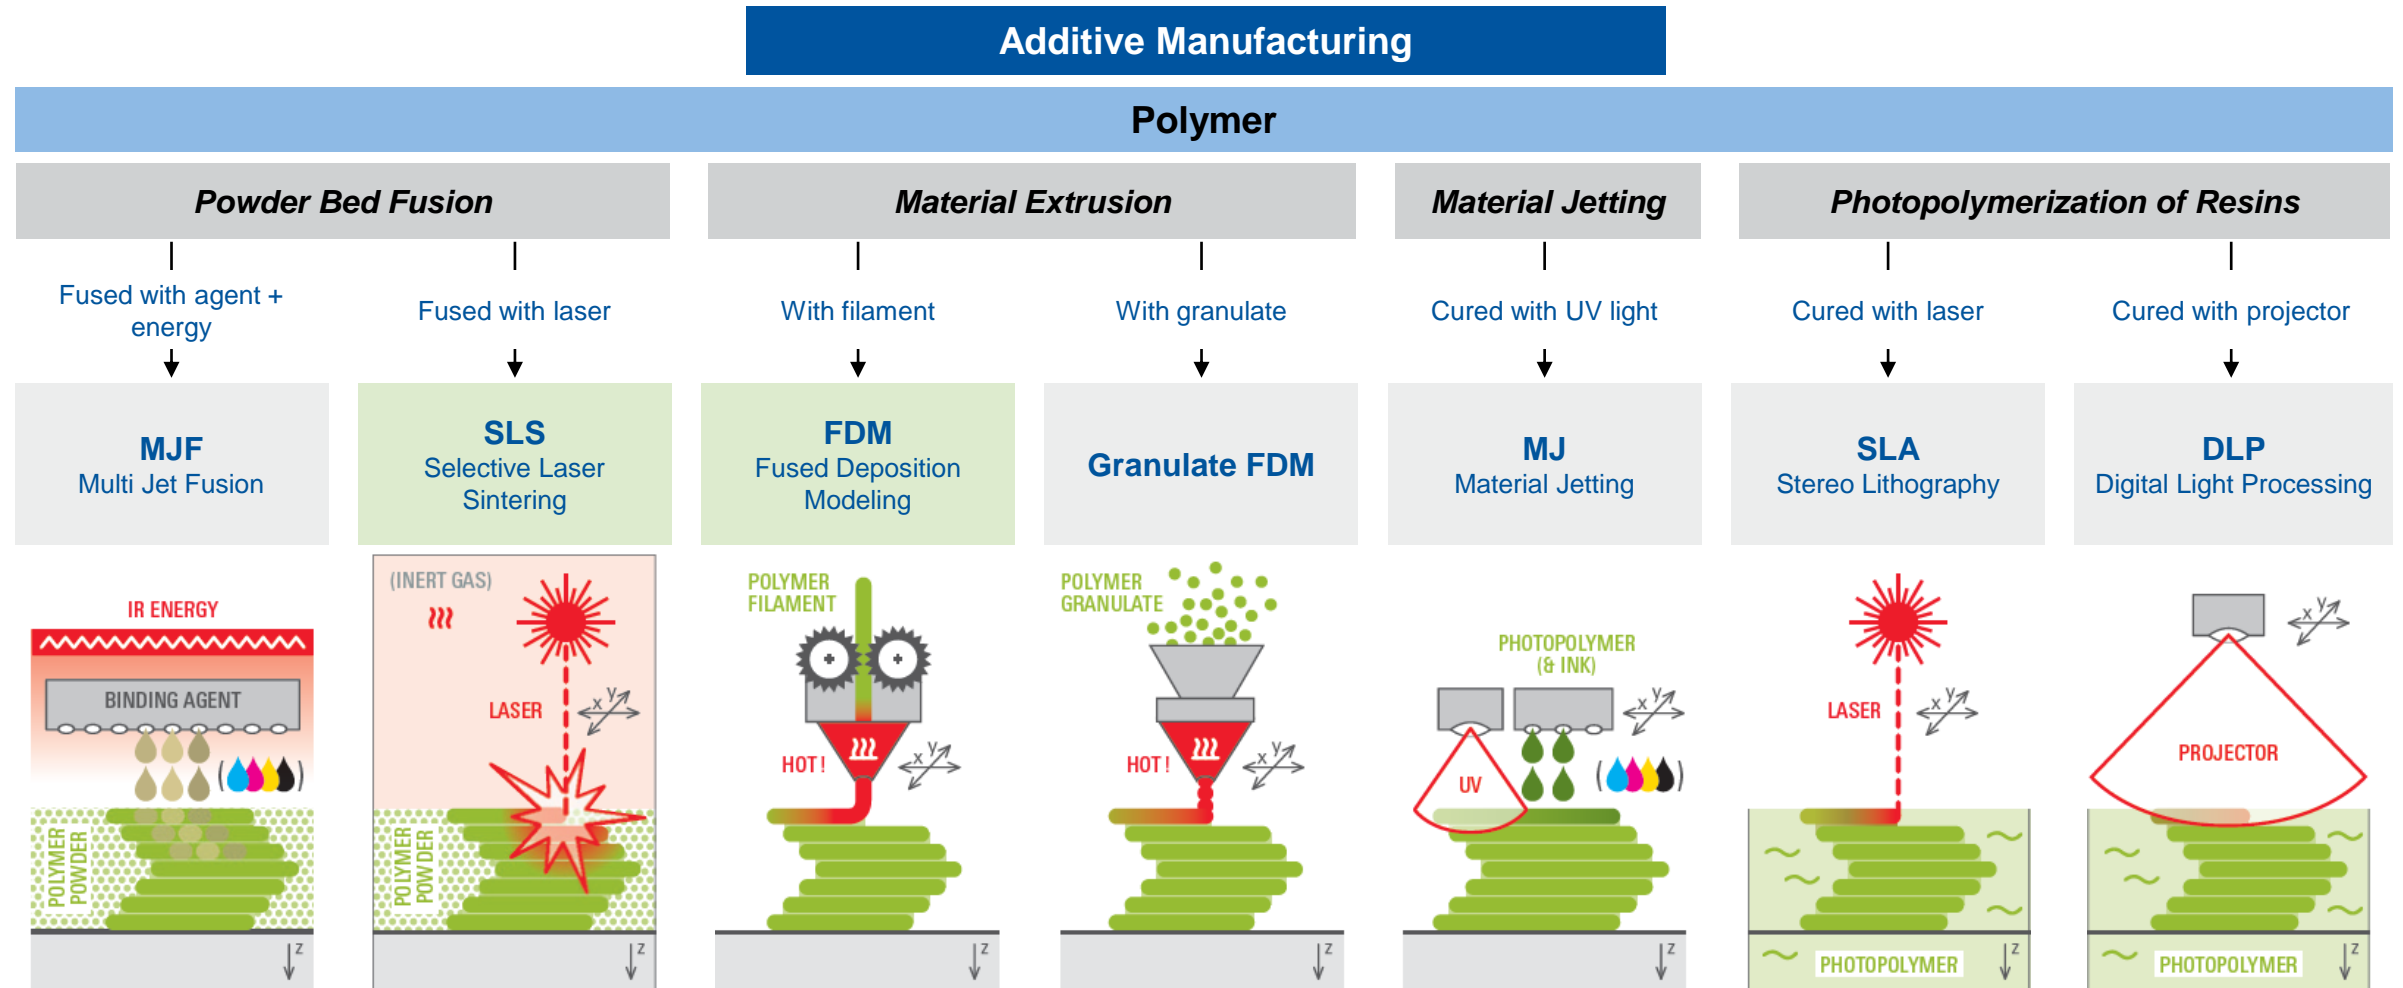 Additive Manufacturing
Polymer
Powder Bed Fusion
Material Extrusion
Material Jetting
Photopolymerization of Resins
Fused with agent +
energy
Fused with laser
With filament
With granulate
Cured with UV light
Cured with laser
Cured with projector
MJF
Multi Jet Fusion
SLS
Selective Laser
Sintering
FDM
Fused Deposition
Modeling
Granulate FDM
MJ
Material Jetting
SLA
Stereo Lithography
DLP
Digital Light Processing
IR ENERGY
BINDING AGENT
POLYMER
POWDER
z
(INERT GAS)
LASER
x
y
POLYMER
POWDER
z
POLYMER
FILAMENT
HOT!
x
y
z
POLYMER
GRANULATE
HOT!
x
y
z
PHOTOPOLYMER
(& INK)
x
y
UV
z
LASER
x
y
PHOTOPOLYMER
z
x
y
PROJECTOR
PHOTOPOLYMER
z